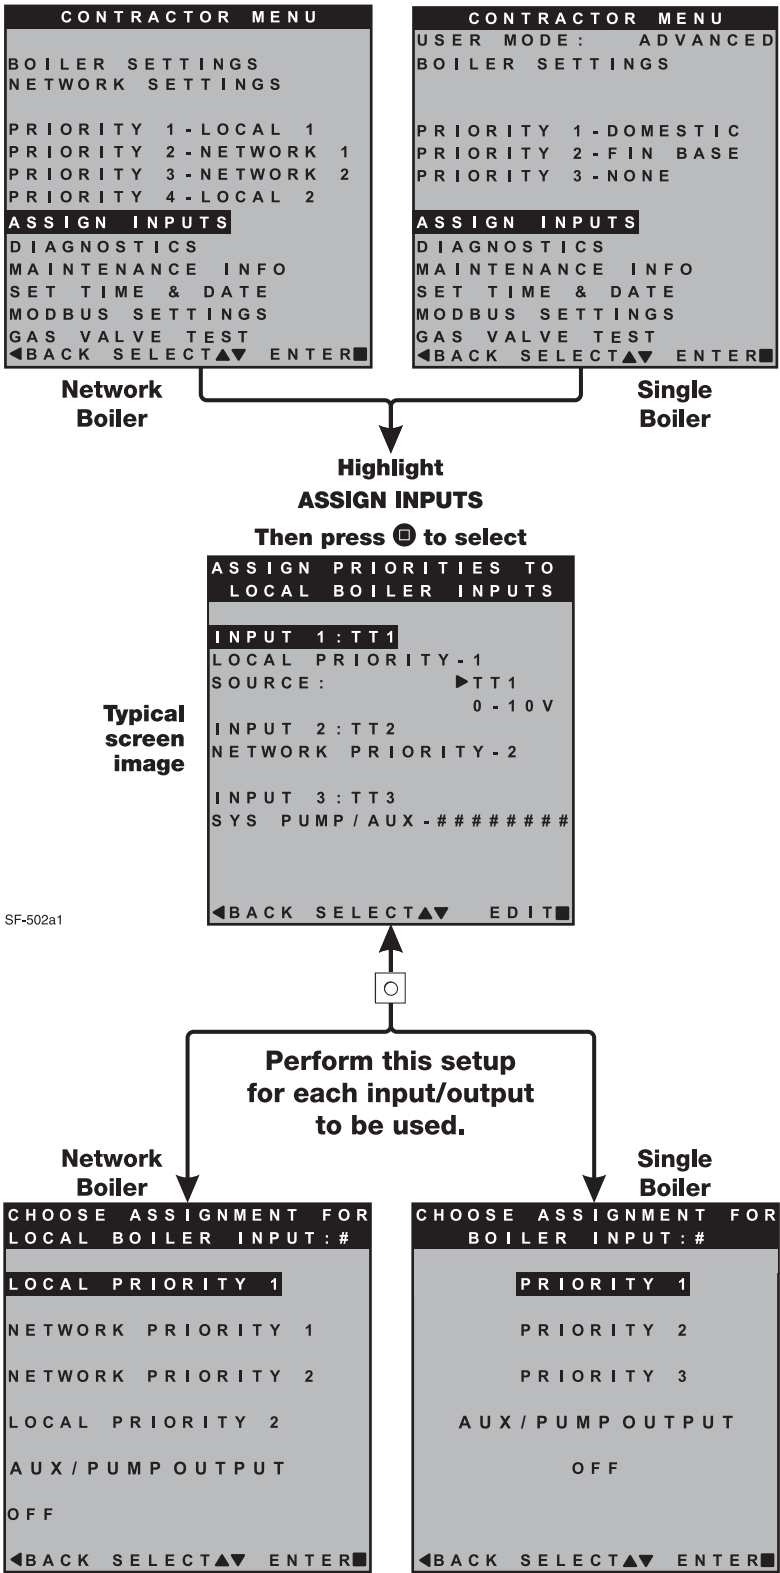 CONTRACTOR MENU
BOILER SETTINGS
NETWORK SETTINGS
PRIORITY 1-LOCAL 1
PRIORITY 2-NETWORK 1
PRIORITY 3-NETWORK 2
PRIORITY 4-LOCAL 2
ASSIGN INPUTS
DIAGNOSTICS
MAINTENANCE INFO
SET TIME & DATE
MODBUS SETTINGS
GAS VALVE TEST
◀BACK SELECT▲▼ ENTER■
Network
Boiler
CONTRACTOR MENU
USER MODE: ADVANCED
BOILER SETTINGS
PRIORITY 1-DOMESTIC
PRIORITY 2-FIN BASE
PRIORITY 3-NONE
ASSIGN INPUTS
DIAGNOSTICS
MAINTENANCE INFO
SET TIME & DATE
MODBUS SETTINGS
GAS VALVE TEST
◀BACK SELECT▲▼ ENTER■
Single
Boiler
Highlight
ASSIGN INPUTS
Then press to select
ASSIGN PRIORITIES TO
LOCAL BOILER INPUTS
INPUT 1:TT1
LOCAL PRIORITY-1
SOURCE: ▶TT1
0-10V
INPUT 2:TT2
NETWORK PRIORITY-2
INPUT 3:TT3
SYS PUMP/AUX-########
◀BACK SELECT▲▼ EDIT■
Typical
screen
image
SF-502a1
Perform this setup
for each input/output
to be used.
Network
Boiler
CHOOSE ASSIGNMENT FOR
LOCAL BOILER INPUT:#
LOCAL PRIORITY 1
NETWORK PRIORITY 1
NETWORK PRIORITY 2
LOCAL PRIORITY 2
AUX/PUMP OUTPUT
OFF
◀BACK SELECT▲▼ ENTER■
Single
Boiler
CHOOSE ASSIGNMENT FOR
BOILER INPUT:#
PRIORITY 1
PRIORITY 2
PRIORITY 3
AUX/PUMP OUTPUT
OFF
◀BACK SELECT▲▼ ENTER■